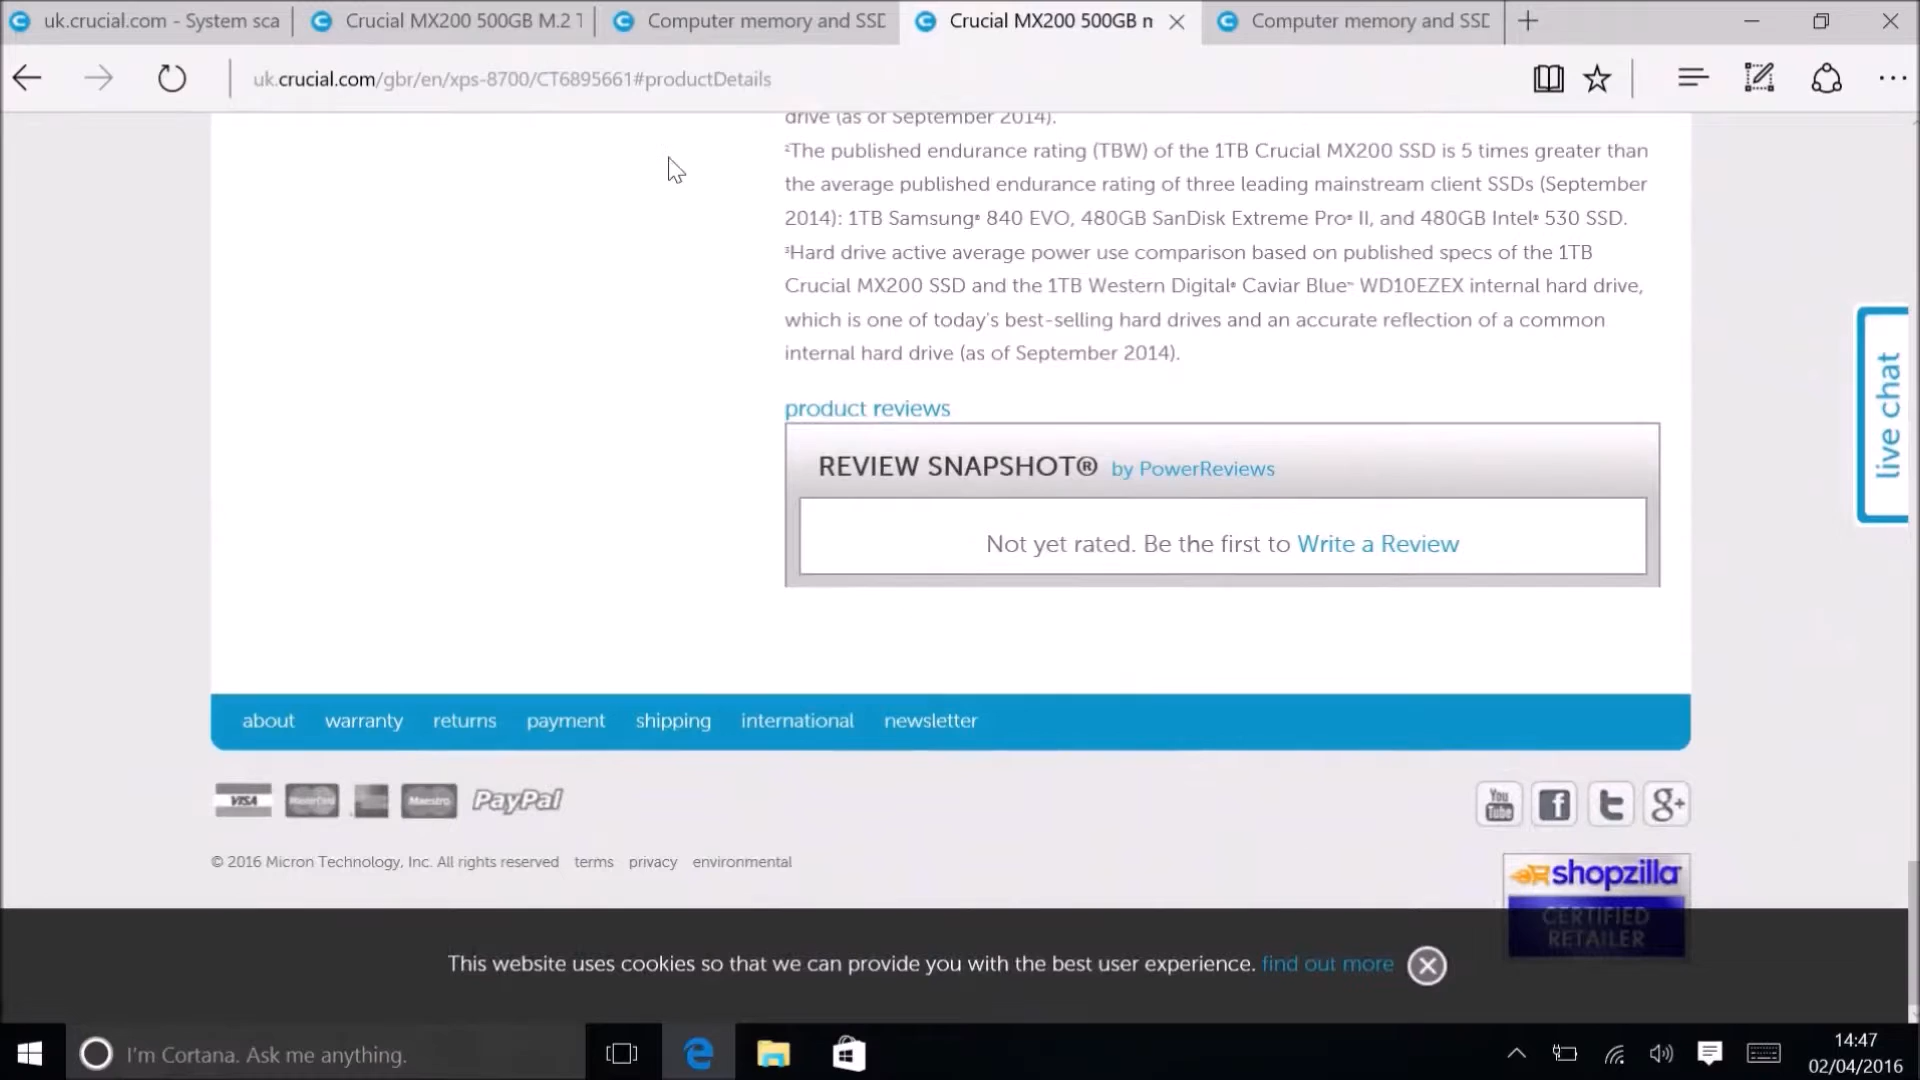 uk.crucial.com - System sca
Crucial MX200 500GB M.2 T
Computer memory and SSD
Crucial MX200 500GB m
Computer memory and SSD
uk.crucial.com/gbr/en/xps-8700/CT6895661#productDetails
drive (as of September 2014).
²The published endurance rating (TBW) of the 1TB Crucial MX200 SSD is 5 times greater than
the average published endurance rating of three leading mainstream client SSDs (September
2014): 1TB Samsung® 840 EVO, 480GB SanDisk Extreme Pro® II, and 480GB Intel® 530 SSD.
³Hard drive active average power use comparison based on published specs of the 1TB
Crucial MX200 SSD and the 1TB Western Digital® Caviar Blue™ WD10EZEX internal hard drive,
which is one of today's best-selling hard drives and an accurate reflection of a common
internal hard drive (as of September 2014).
live chat
product reviews
REVIEW SNAPSHOT® by PowerReviews
Not yet rated. Be the first to Write a Review
about warranty returns payment shipping international newsletter
VISA MasterCard Maestro PayPal
You Tube f t g+
© 2016 Micron Technology, Inc. All rights reserved terms privacy environmental
shopzilla
CERTIFIED
RETAILER
This website uses cookies so that we can provide you with the best user experience. find out more
I'm Cortana. Ask me anything.
14:47
02/04/2016